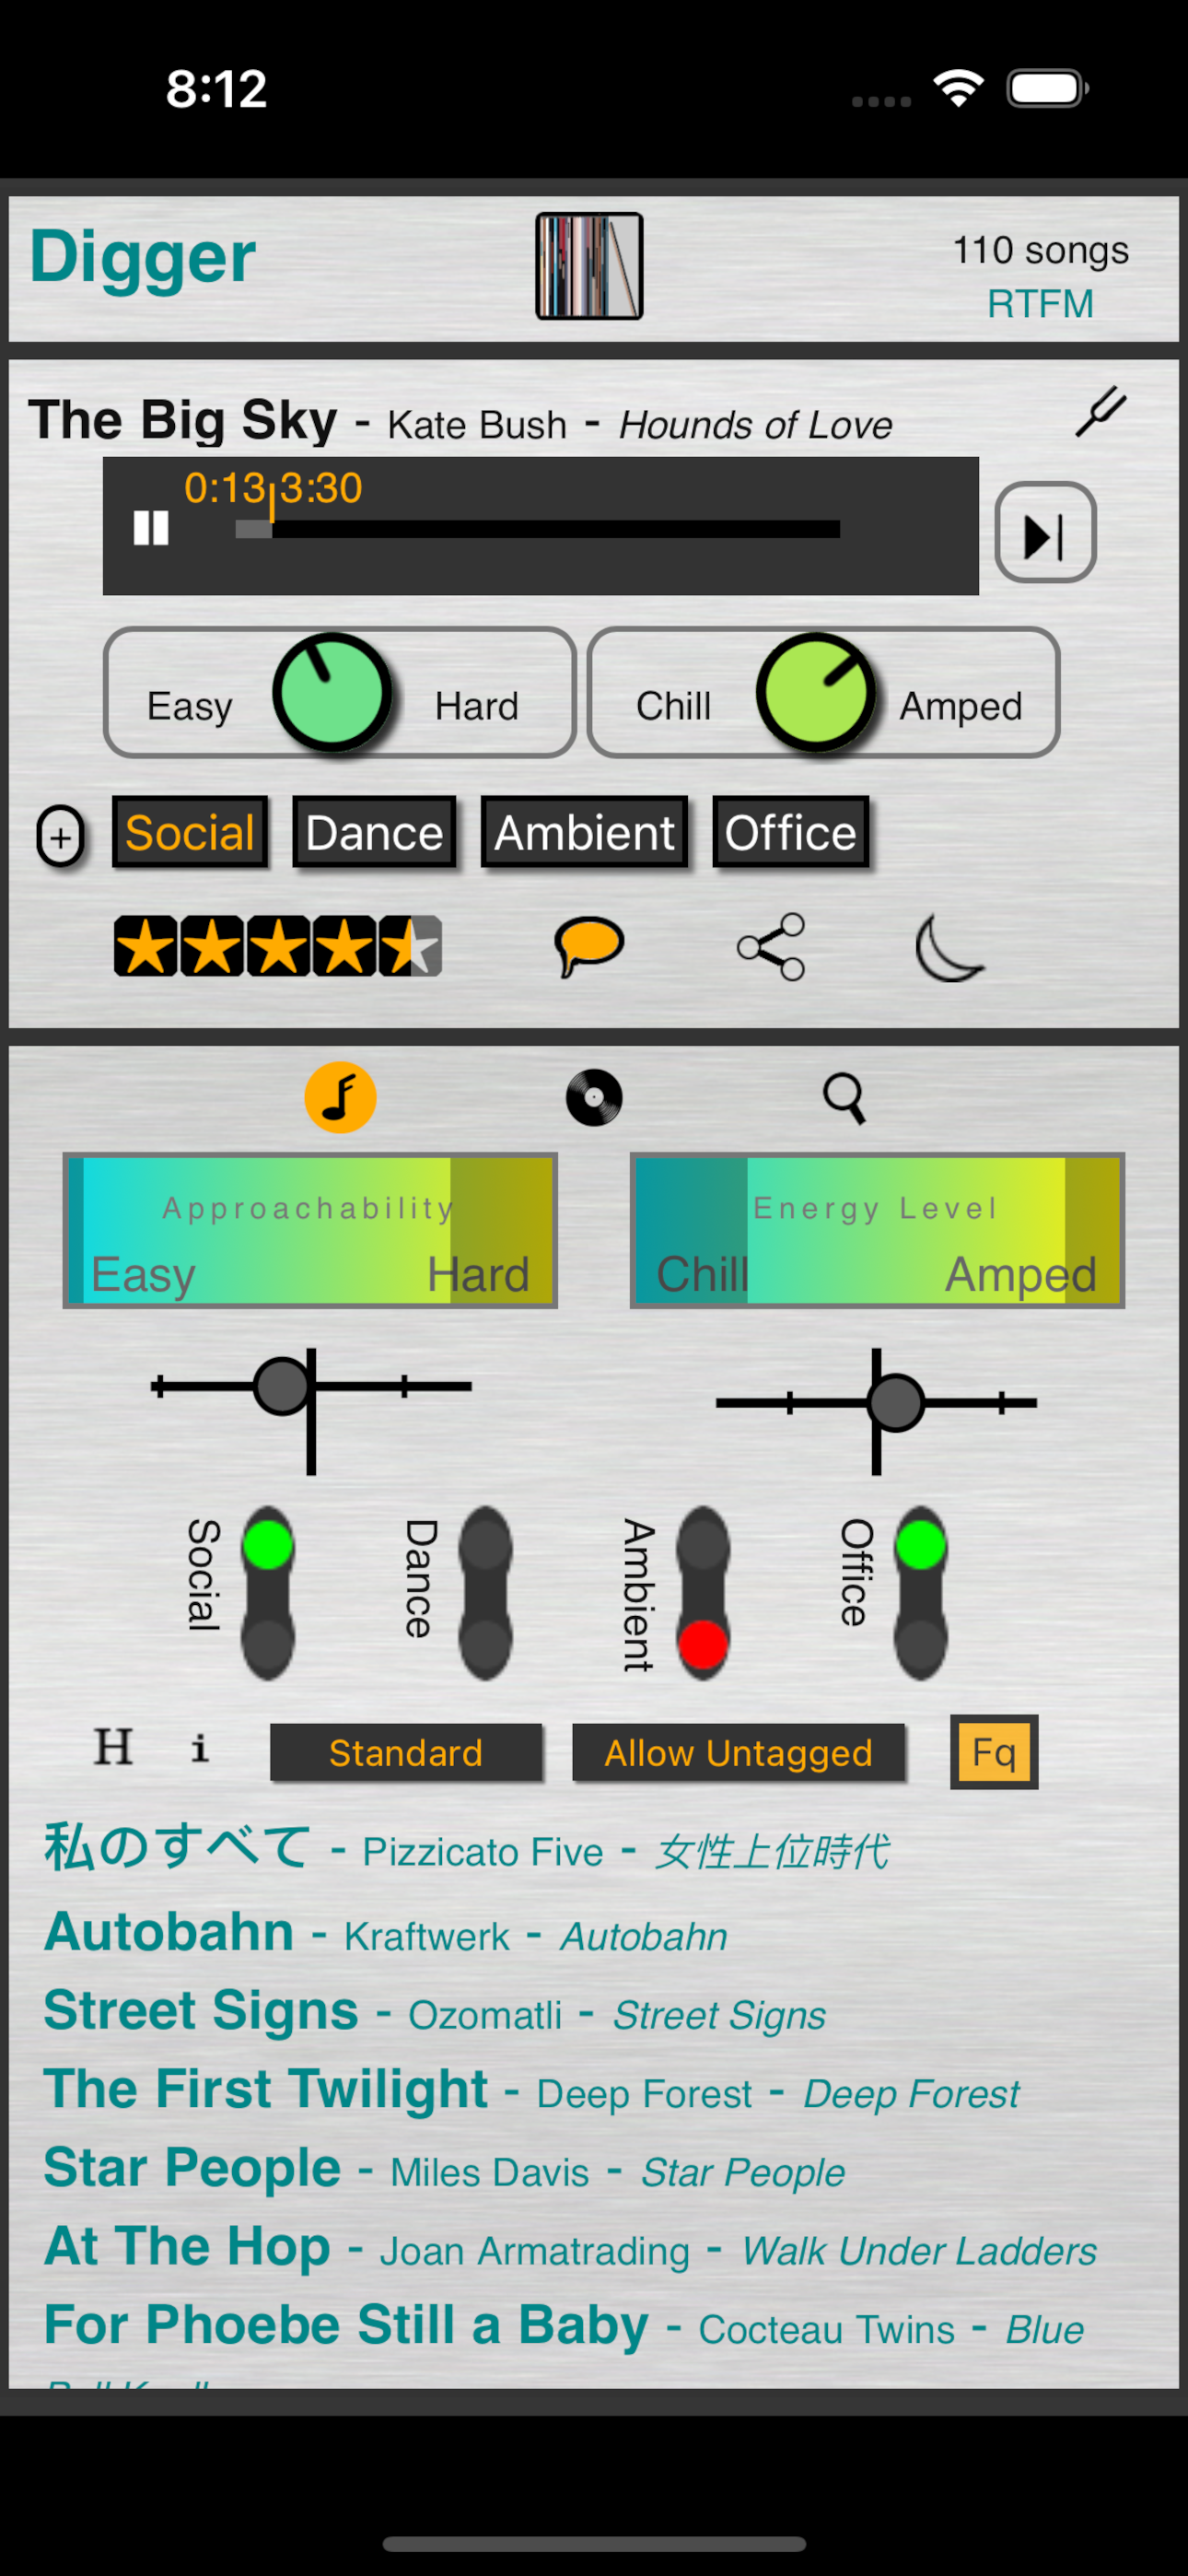 8:12
Digger
110 songs
RTFM
The Big Sky - Kate Bush - Hounds of Love
0:13 3:30
Easy Hard Chill Amped
+ Social Dance Ambient Office
Approachability
Easy Hard
Energy Level
Chill Amped
Social Dance Ambient Office
H i Standard Allow Untagged Fq
私のすべて - Pizzicato Five - 女性上位時代
Autobahn - Kraftwerk - Autobahn
Street Signs - Ozomatli - Street Signs
The First Twilight - Deep Forest - Deep Forest
Star People - Miles Davis - Star People
At The Hop - Joan Armatrading - Walk Under Ladders
For Phoebe Still a Baby - Cocteau Twins - Blue